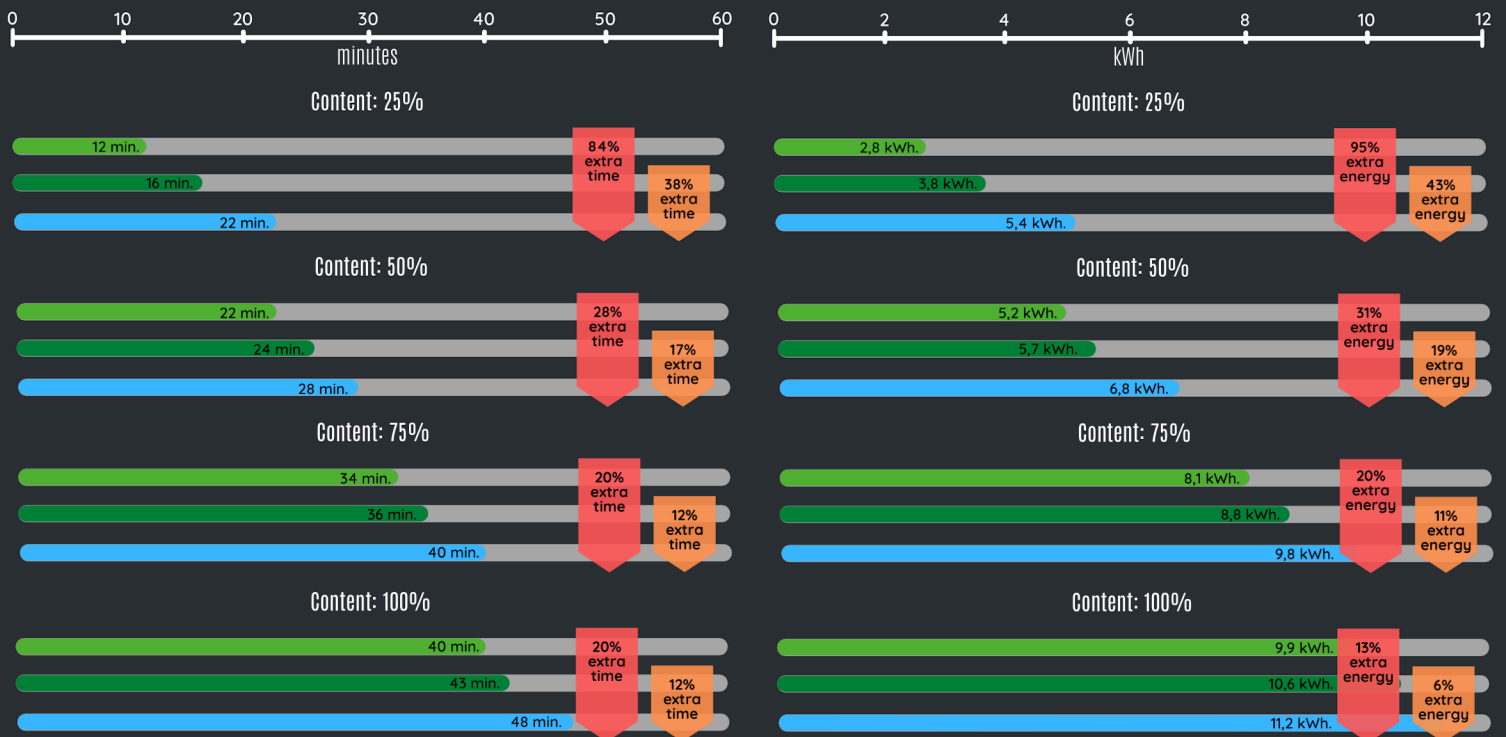 0 10 20 30 40 50 60
minutes
Content: 25%
12 min.
16 min.
22 min.
84%
extra
time
38%
extra
time
Content: 50%
22 min.
24 min.
28 min.
28%
extra
time
17%
extra
time
Content: 75%
34 min.
36 min.
40 min.
20%
extra
time
12%
extra
time
Content: 100%
40 min.
43 min.
48 min.
20%
extra
time
12%
extra
time
0 2 4 6 8 10 12
kWh
Content: 25%
2,8 kWh.
3,8 kWh.
5,4 kWh.
95%
extra
energy
43%
extra
energy
Content: 50%
5,2 kWh.
5,7 kWh.
6,8 kWh.
31%
extra
energy
19%
extra
energy
Content: 75%
8,1 kWh.
8,8 kWh.
9,8 kWh.
20%
extra
energy
11%
extra
energy
Content: 100%
9,9 kWh.
10,6 kWh.
11,2 kWh.
13%
extra
energy
6%
extra
energy